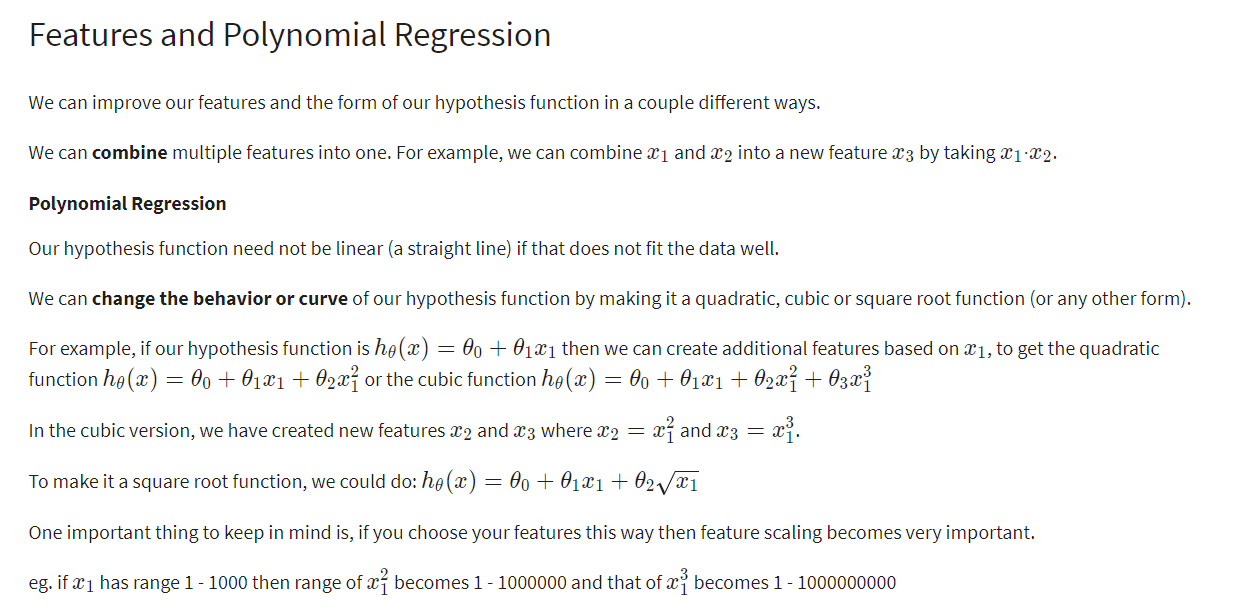 Features and Polynomial Regression
We can improve our features and the form of our hypothesis function in a couple different ways.
We can combine multiple features into one. For example, we can combine x₁ and x₂ into a new feature x₃ by taking x₁·x₂.
Polynomial Regression
Our hypothesis function need not be linear (a straight line) if that does not fit the data well.
We can change the behavior or curve of our hypothesis function by making it a quadratic, cubic or square root function (or any other form).
For example, if our hypothesis function is hθ(x) = θ₀ + θ₁x₁ then we can create additional features based on x₁, to get the quadratic
function hθ(x) = θ₀ + θ₁x₁ + θ₂x₁² or the cubic function hθ(x) = θ₀ + θ₁x₁ + θ₂x₁² + θ₃x₁³
In the cubic version, we have created new features x₂ and x₃ where x₂ = x₁² and x₃ = x₁³.
To make it a square root function, we could do: hθ(x) = θ₀ + θ₁x₁ + θ₂√x₁
One important thing to keep in mind is, if you choose your features this way then feature scaling becomes very important.
eg. if x₁ has range 1 - 1000 then range of x₁² becomes 1 - 1000000 and that of x₁³ becomes 1 - 1000000000